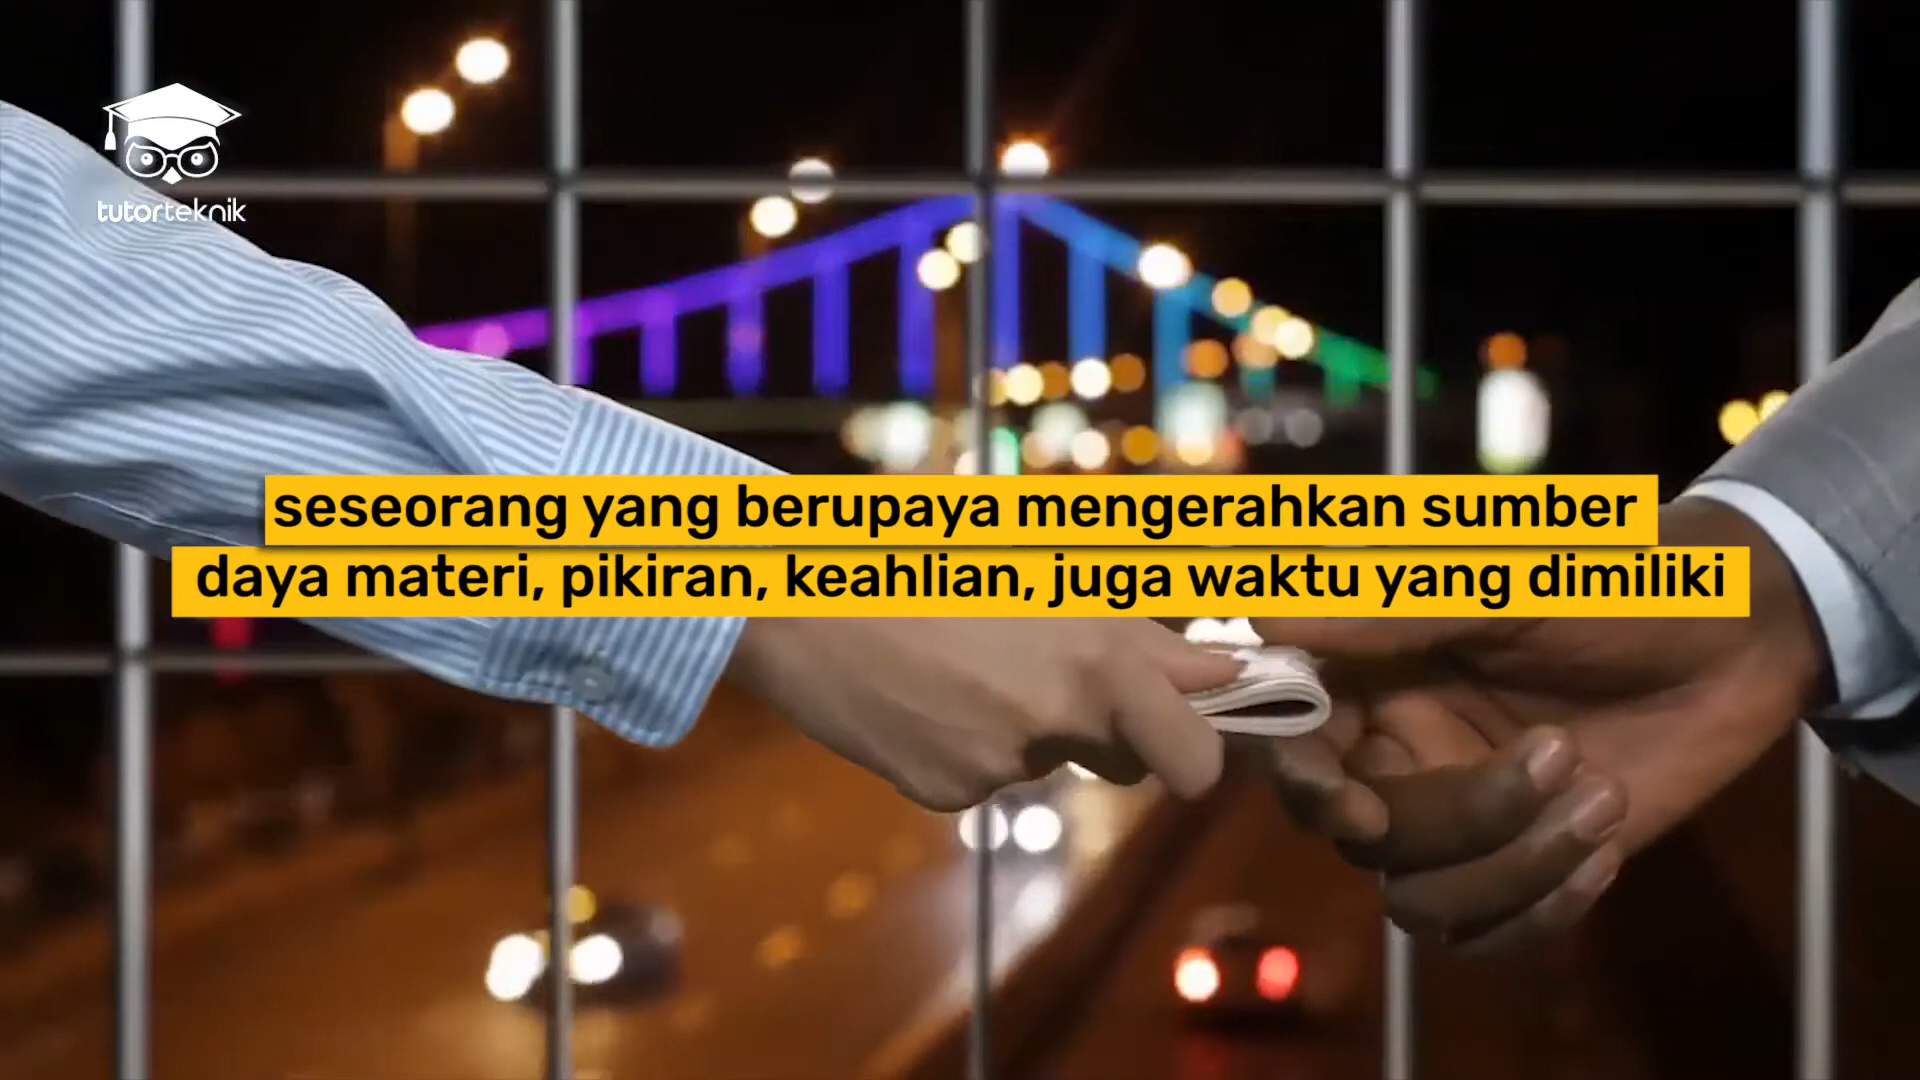 tutorteknik
seseorang yang berupaya mengerahkan sumber
daya materi, pikiran, keahlian, juga waktu yang dimiliki